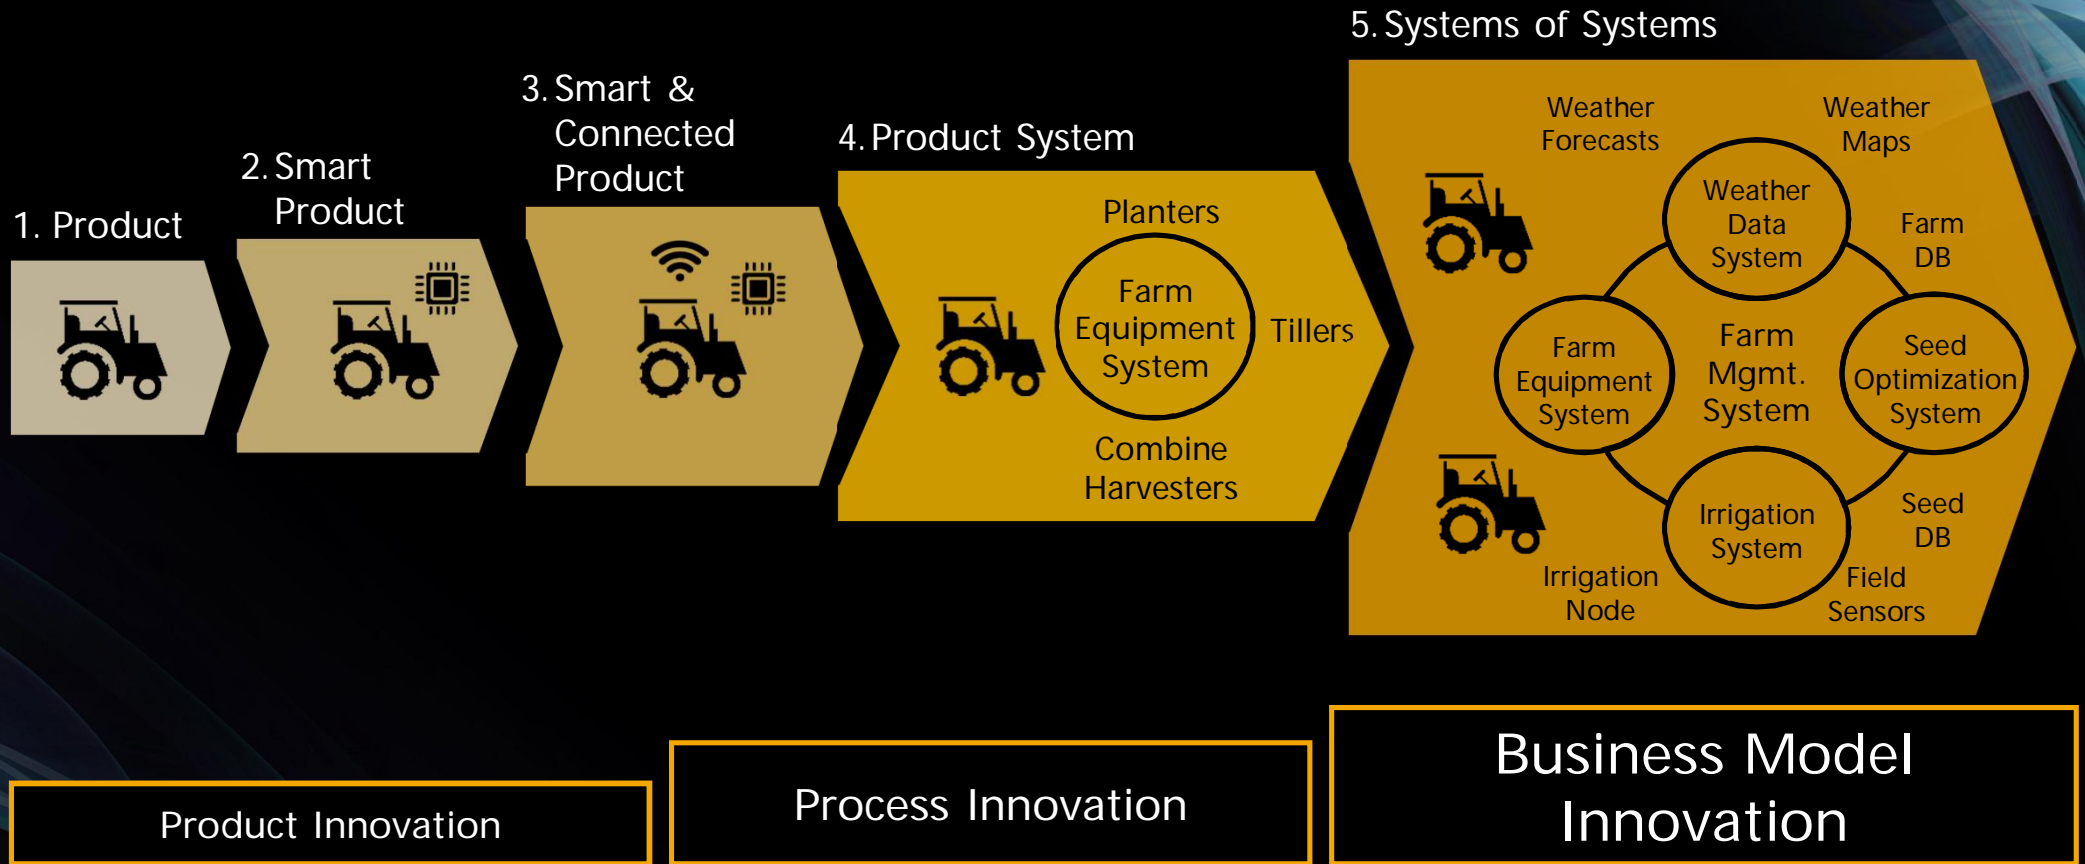 1. Product
2. Smart
Product
3. Smart &
Connected
Product
4. Product System
Planters
Farm
Equipment
System
Tillers
Combine
Harvesters
5. Systems of Systems
Weather
Forecasts
Weather
Maps
Weather
Data
System
Farm
DB
Farm
Equipment
System
Farm
Mgmt.
System
Seed
Optimization
System
Irrigation
System
Seed
DB
Irrigation
Node
Field
Sensors
Product Innovation
Process Innovation
Business Model
Innovation